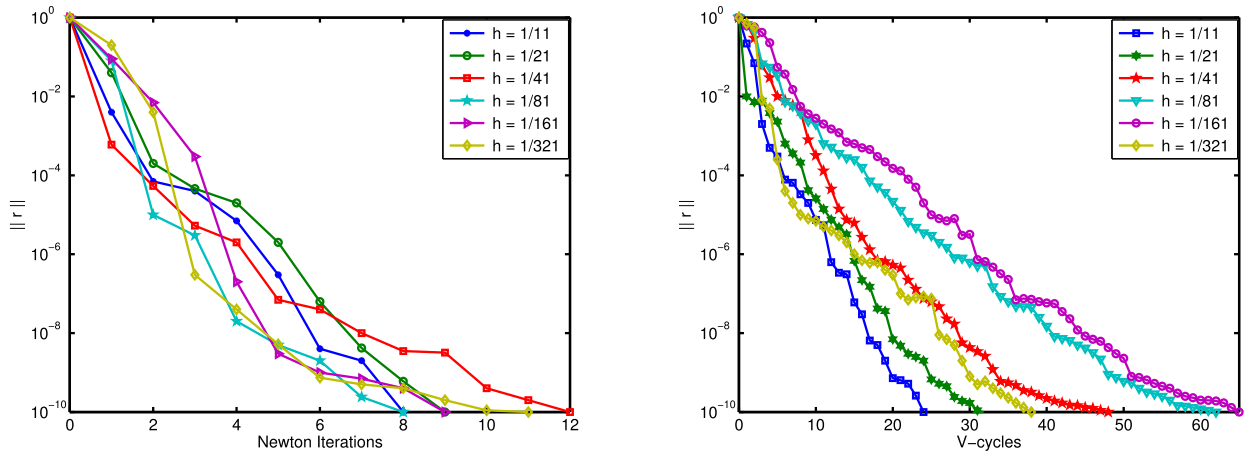 10^0
10^-2
10^-4
10^-6
10^-8
10^-10
|| r ||
0
2
4
6
8
10
12
Newton Iterations
h = 1/11
h = 1/21
h = 1/41
h = 1/81
h = 1/161
h = 1/321
10^0
10^-2
10^-4
10^-6
10^-8
10^-10
|| r ||
0
10
20
30
40
50
60
V-cycles
h = 1/11
h = 1/21
h = 1/41
h = 1/81
h = 1/161
h = 1/321